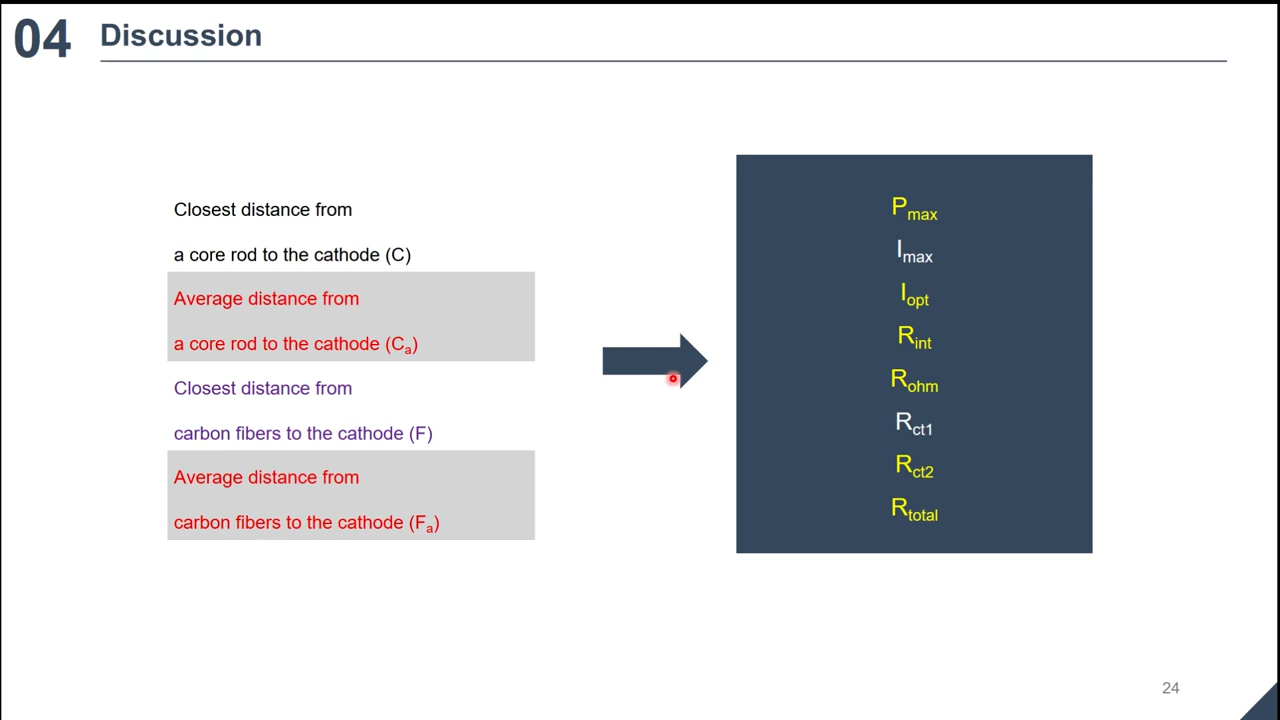 04 Discussion
Closest distance from
a core rod to the cathode (C)
Average distance from
a core rod to the cathode (Ca)
Closest distance from
carbon fibers to the cathode (F)
Average distance from
carbon fibers to the cathode (Fa)
Pmax
Imax
Iopt
Rint
Rohm
Rct1
Rct2
Rtotal
24